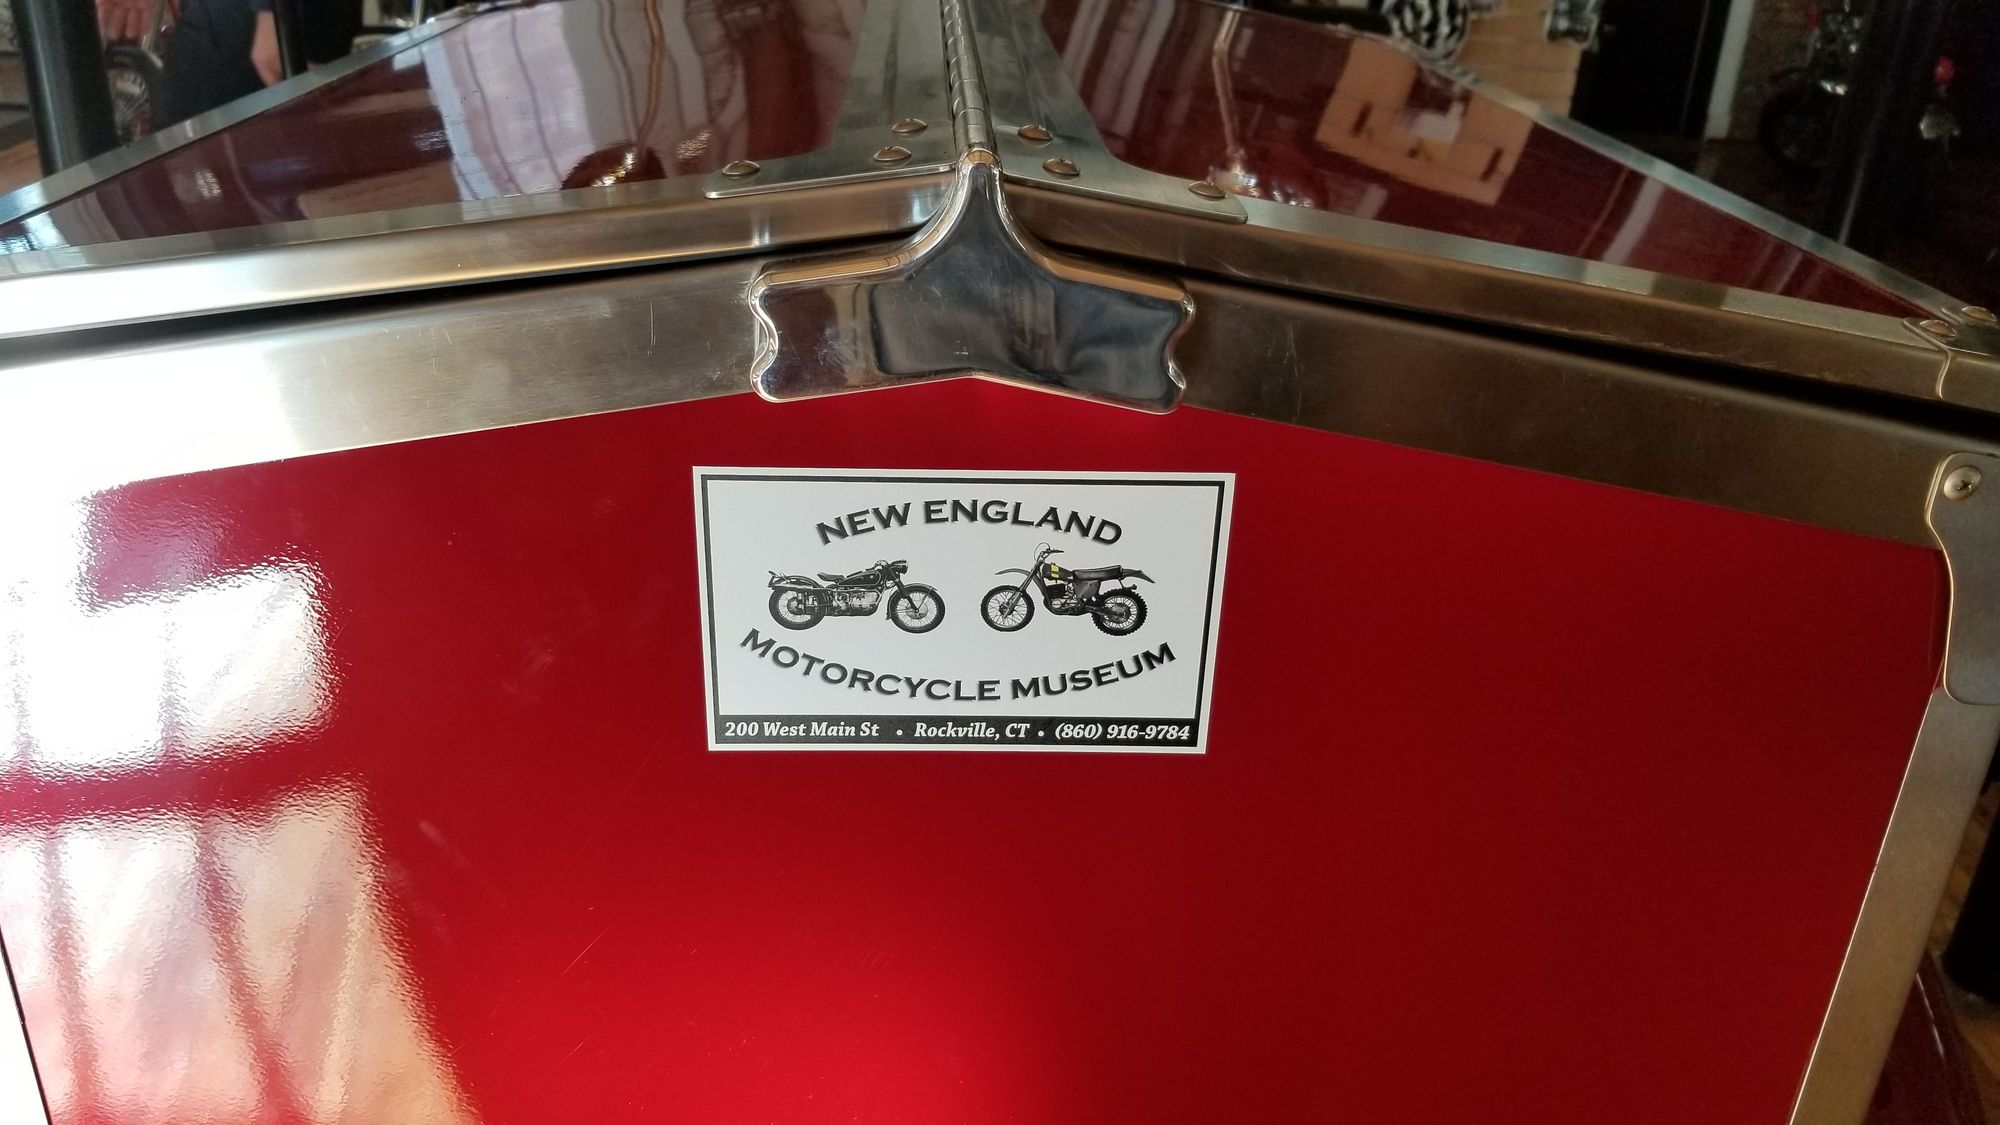 NEW ENGLAND
MOTORCYCLE MUSEUM
200 West Main St • Rockville, CT • (860) 916-9784